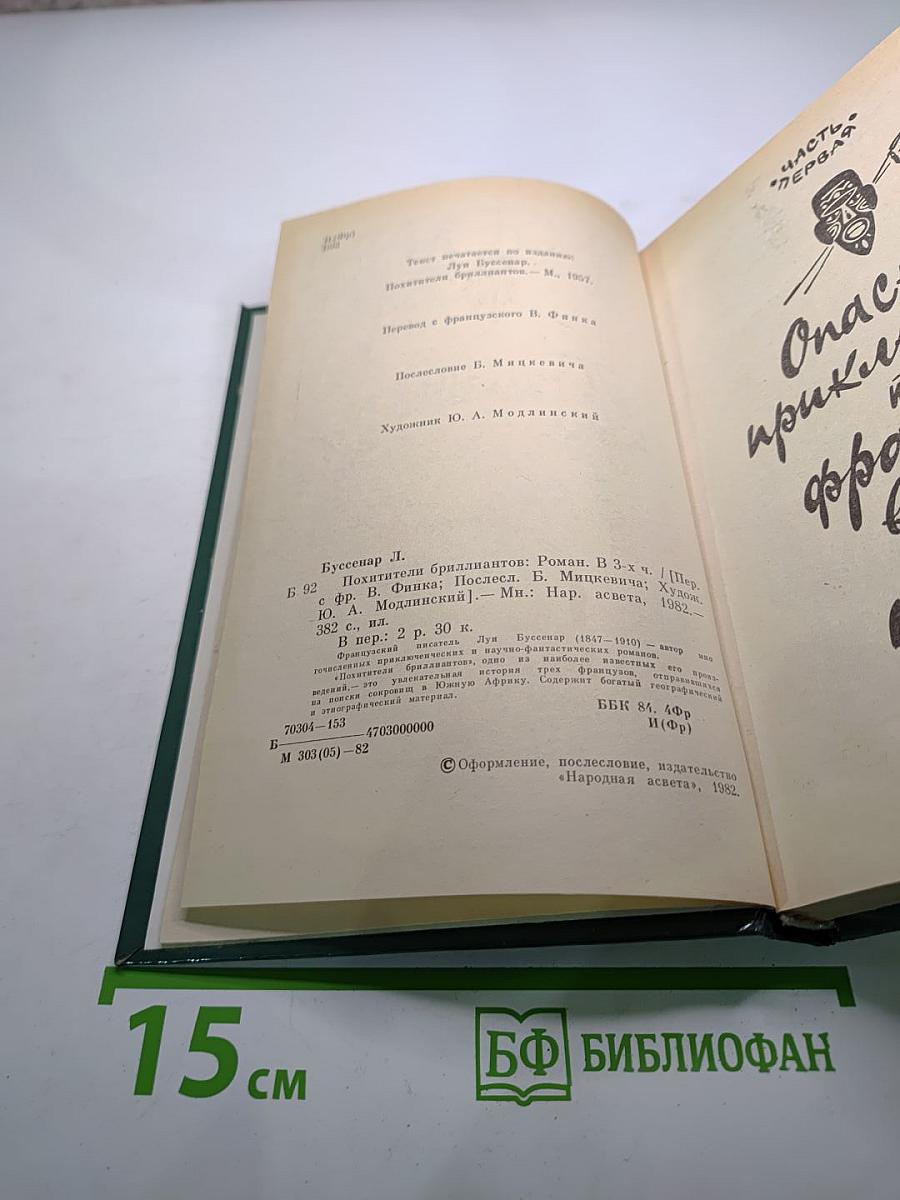 Текст печатается по изданию:
Луи Буссенар.
Похитители бриллиантов.— М., 1957.
Перевод с французского В. Финка
Послесловие Б. Мицкевича
Художник Ю. А. Модлинский
Буссенар Л.
Б 92 Похитители бриллиантов: Роман. В 3-х ч. / [Пер.
с фр. В. Финка; Послесл. Б. Мицкевича; Худож.
Ю. А. Модлинский].— Мн.: Нар. асвета, 1982.—
382 с., ил.
В пер.: 2 р. 30 к.
Французский писатель Луи Буссенар (1847—1910) — автор мно
гочисленных приключенческих и научно-фантастических романов.
«Похитители бриллиантов», одно из наиболее известных его произ-
ведений,— это увлекательная история трех французов, отправившихся
на поиски сокровищ в Южную Африку. Содержит богатый географический
и этнографический материал.
70304—153
Б 4703000000
М 303(05)—82
ББК 84. 4Фр
И(Фр)
© Оформление, послесловие, издательство
«Народная асвета», 1982.
•ЧАСТЬ•
ПЕРВАЯ
Опас
приклю
фра
в
15 см
БФ БИБЛИОФАН